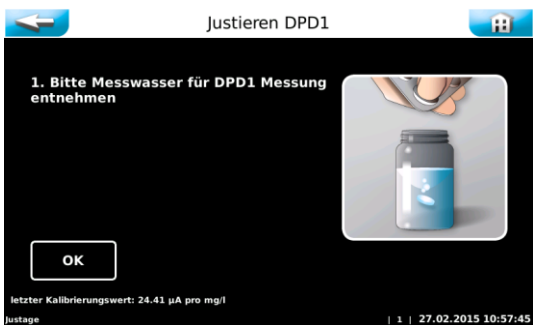 Justieren DPD1
1. Bitte Messwasser für DPD1 Messung
entnehmen
OK
letzter Kalibrierungswert: 24.41 µA pro mg/l
Justage | 1 | 27.02.2015 10:57:45